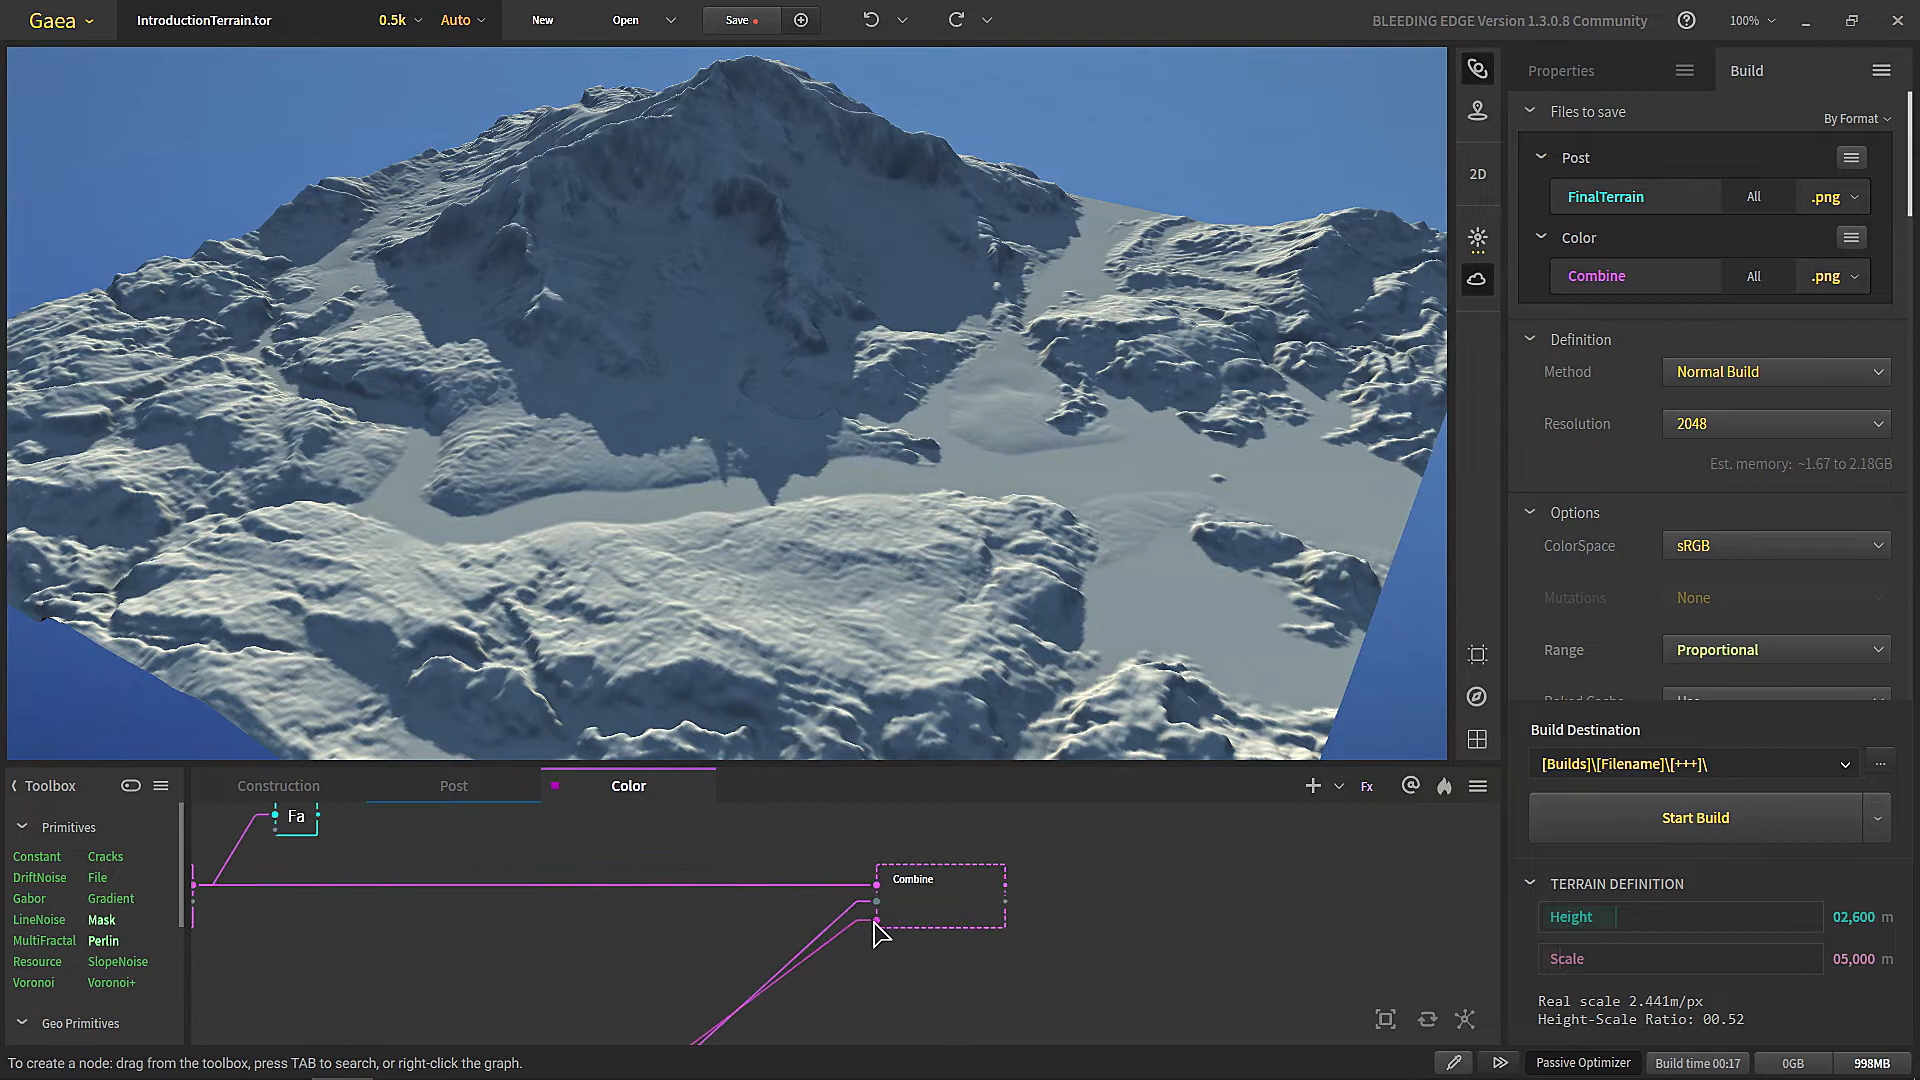 Gaea
IntroductionTerrain.tor
0.5k
Auto
New
Open
Save
BLEEDING EDGE Version 1.3.0.8 Community
100%
Properties
Build
Files to save
By Format
Post
FinalTerrain
All
.png
Color
Combine
All
.png
2D
Definition
Method
Normal Build
Resolution
2048
Est. memory: ~1.67 to 2.18GB
Options
ColorSpace
sRGB
Mutations
None
Range
Proportional
Build Destination
[Builds]\[Filename]\[+++]\
...
Start Build
TERRAIN DEFINITION
Height
02,600 m
Scale
05,000 m
Real scale 2.441m/px
Height-Scale Ratio: 00.52
Toolbox
Construction
Post
Color
Fx
Primitives
Constant
Cracks
DriftNoise
File
Gabor
Gradient
LineNoise
Mask
MultiFractal
Perlin
Resource
SlopeNoise
Voronoi
Voronoi+
Geo Primitives
Fa
Combine
To create a node: drag from the toolbox, press TAB to search, or right-click the graph.
Passive Optimizer
Build time 00:17
0GB
998MB